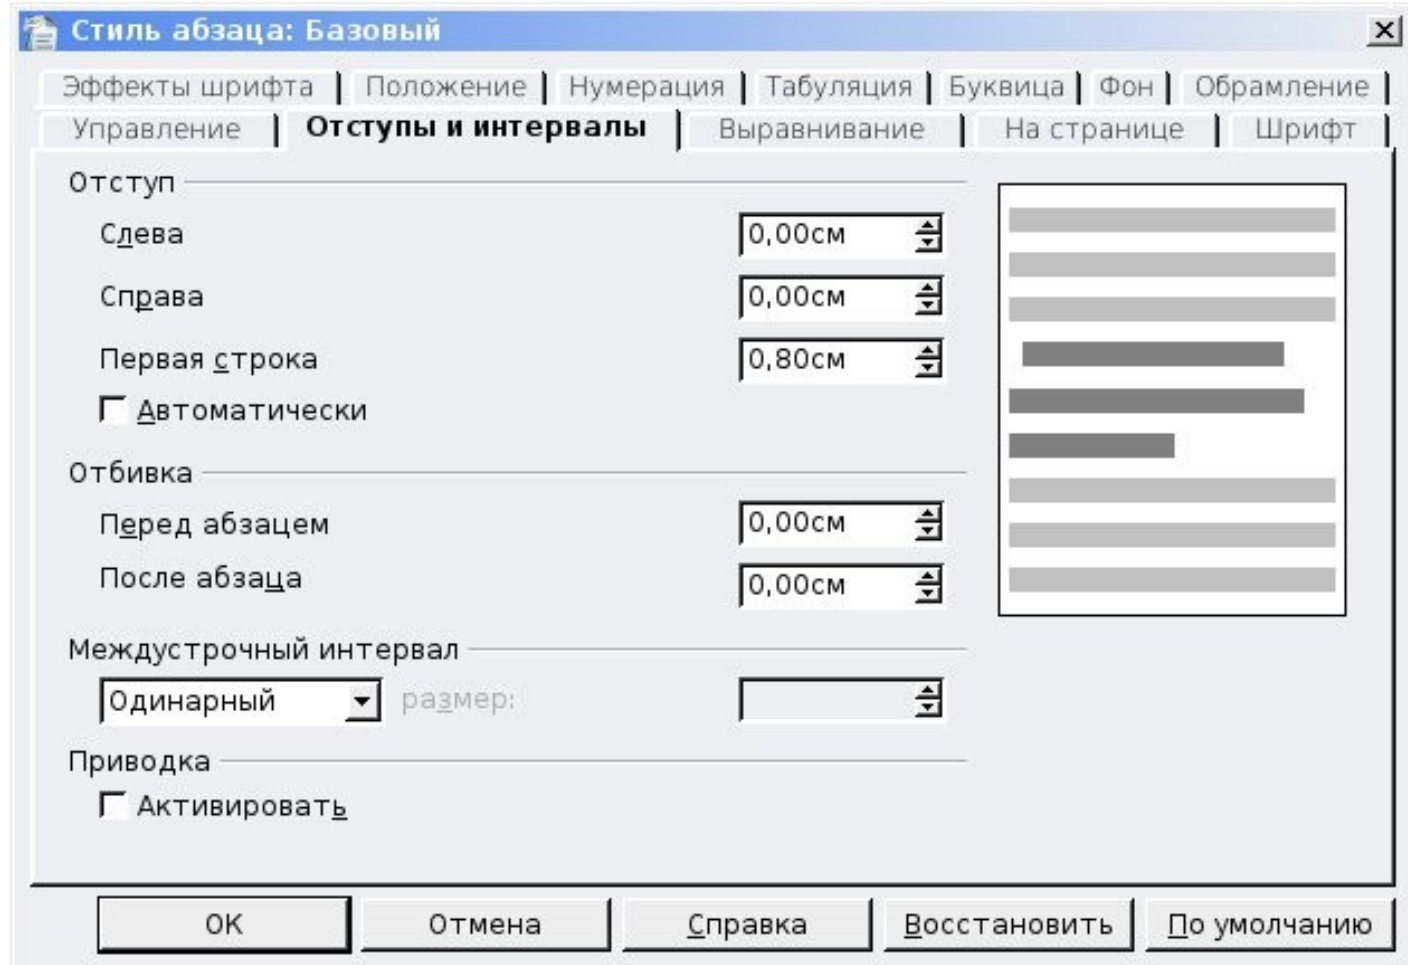 Стиль абзаца: Базовый
Эффекты шрифта Положение Нумерация Табуляция Буквица Фон Обрамление
Управление Отступы и интервалы Выравнивание На странице Шрифт
Отступ
Слева 0,00см
Справа 0,00см
Первая строка 0,80см
Автоматически
Отбивка
Перед абзацем 0,00см
После абзаца 0,00см
Междустрочный интервал
Одинарный размер:
Приводка
Активировать
ОК Отмена Справка Восстановить По умолчанию